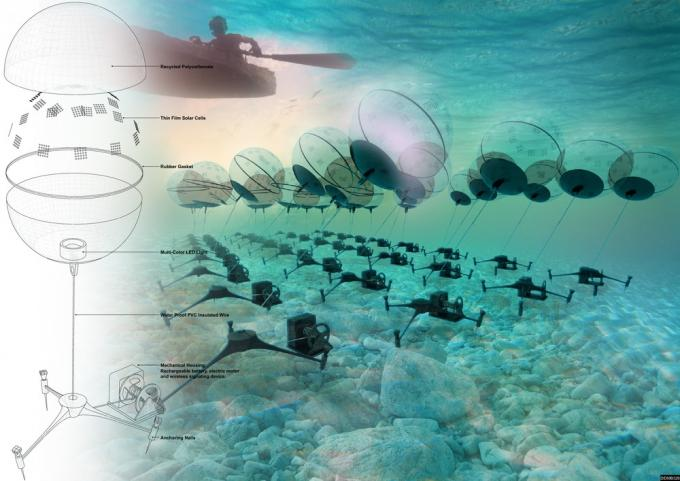 Recycled Polycarbonate
Thin Film Solar Cells
Rubber Gasket
Multi-Color LED Light
Water Proof PVC Insulated Wire
Mechanical Housing
Rechargeable battery, electric motor
and wireless signaling device.
Anchoring Nails